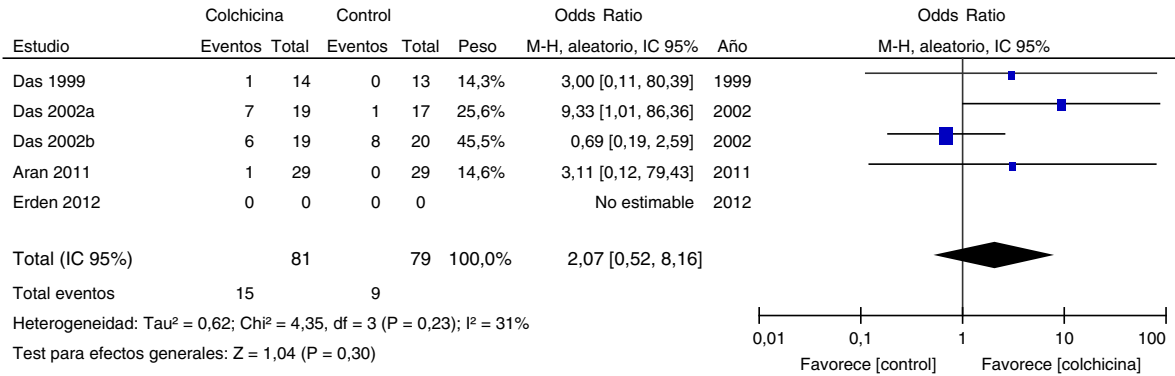 Colchicina Control Odds Ratio Odds Ratio
Estudio Eventos Total Eventos Total Peso M-H, aleatorio, IC 95% Año M-H, aleatorio, IC 95%
Das 1999 1 14 0 13 14,3% 3,00 [0,11, 80,39] 1999
Das 2002a 7 19 1 17 25,6% 9,33 [1,01, 86,36] 2002
Das 2002b 6 19 8 20 45,5% 0,69 [0,19, 2,59] 2002
Aran 2011 1 29 0 29 14,6% 3,11 [0,12, 79,43] 2011
Erden 2012 0 0 0 0 No estimable 2012
Total (IC 95%) 81 79 100,0% 2,07 [0,52, 8,16]
Total eventos 15 9
Heterogeneidad: Tau² = 0,62; Chi² = 4,35, df = 3 (P = 0,23); I² = 31%
Test para efectos generales: Z = 1,04 (P = 0,30)
0,01 0,1 1 10 100
Favorece [control] Favorece [colchicina]